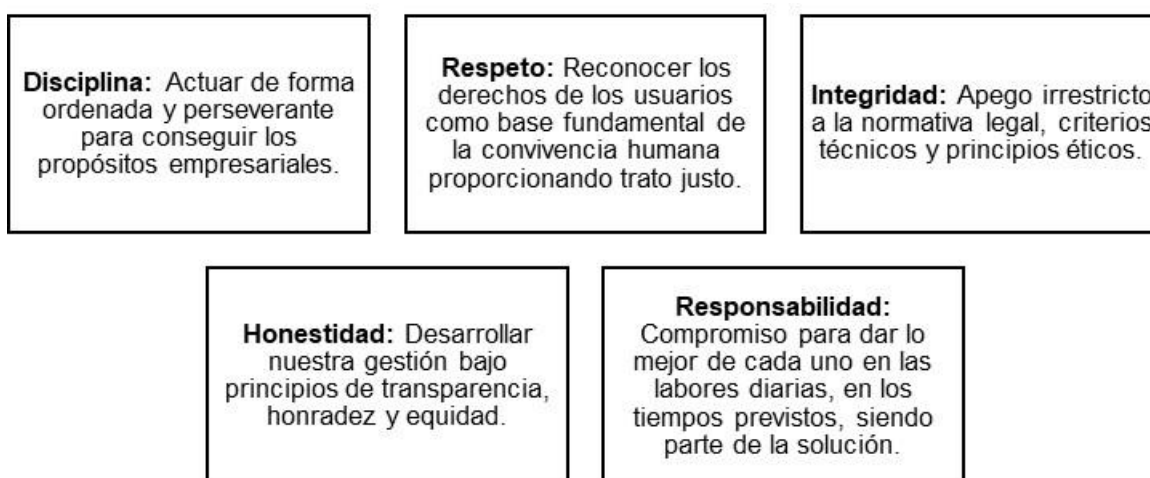 Disciplina: Actuar de forma
ordenada y perseverante
para conseguir los
propósitos empresariales.
Respeto: Reconocer los
derechos de los usuarios
como base fundamental de
la convivencia humana
proporcionando trato justo.
Integridad: Apego irrestricto
a la normativa legal, criterios
técnicos y principios éticos.
Honestidad: Desarrollar
nuestra gestión bajo
principios de transparencia,
honradez y equidad.
Responsabilidad:
Compromiso para dar lo
mejor de cada uno en las
labores diarias, en los
tiempos previstos, siendo
parte de la solución.